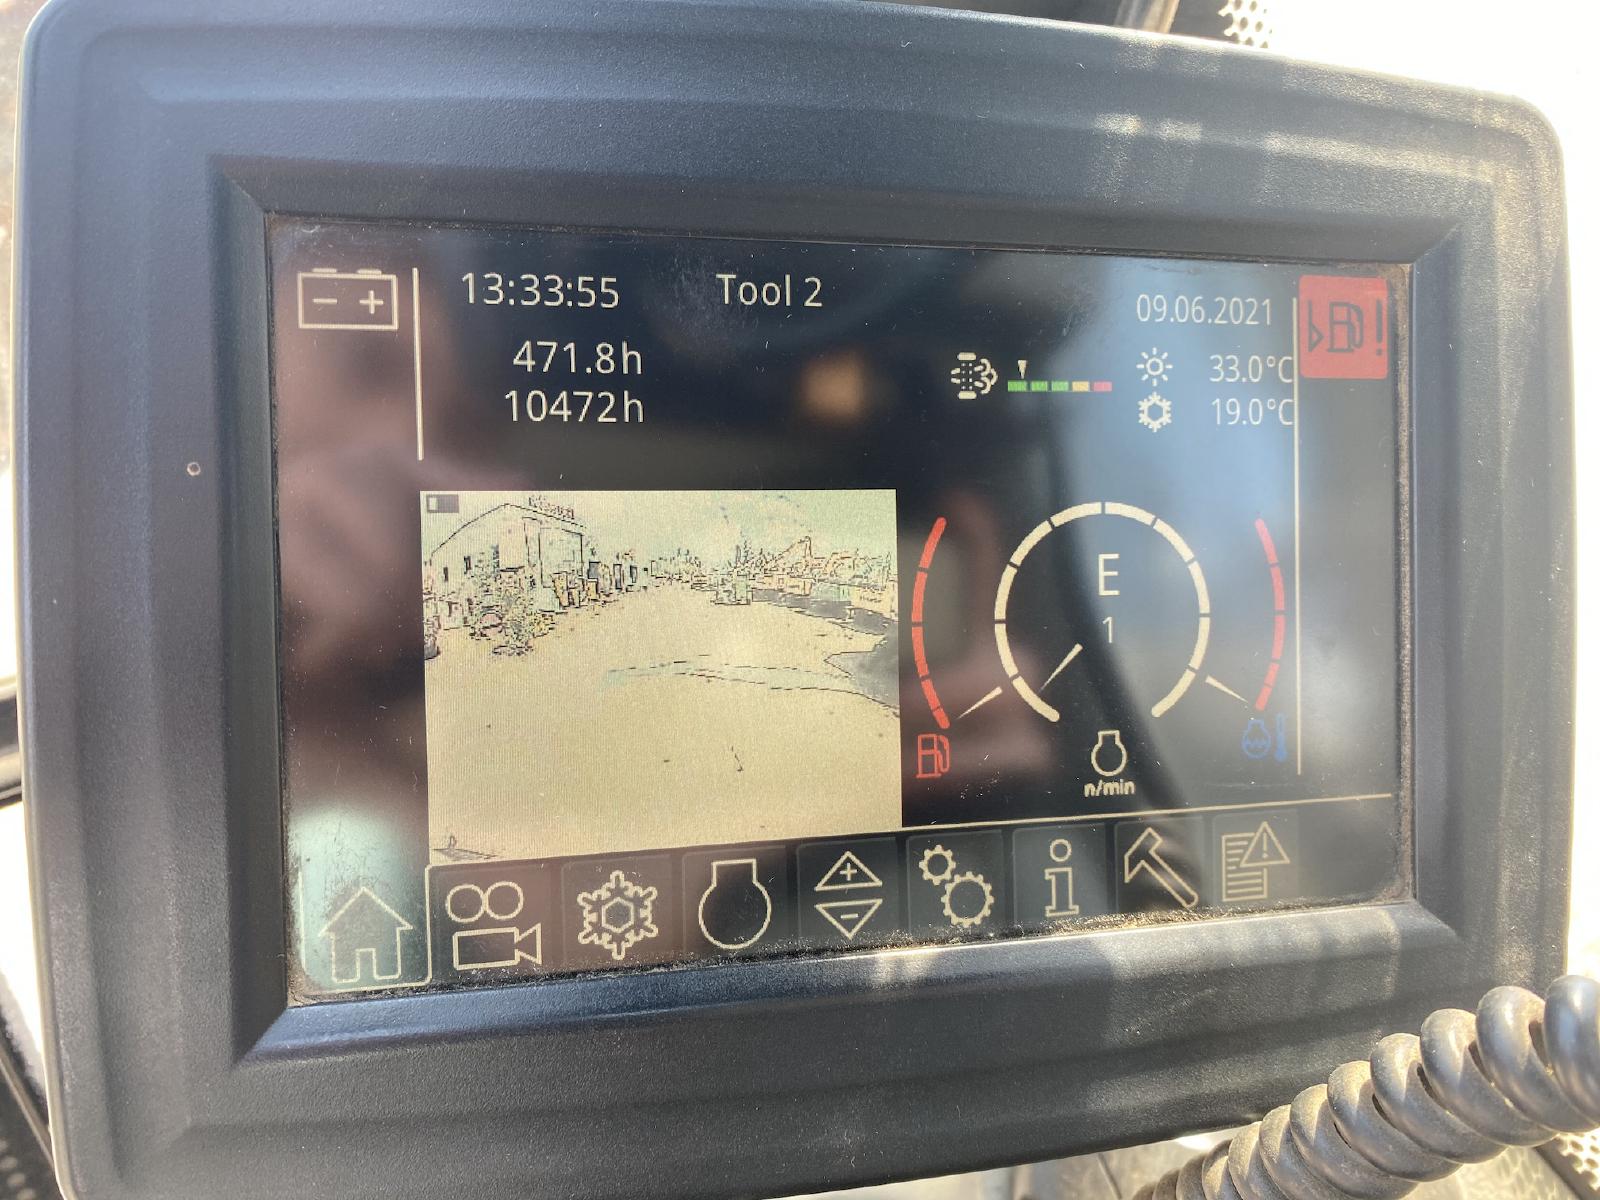 13:33:55 Tool 2
09.06.2021
471.8h
33.0°C
10472h
19.0°C
E
1
n/min